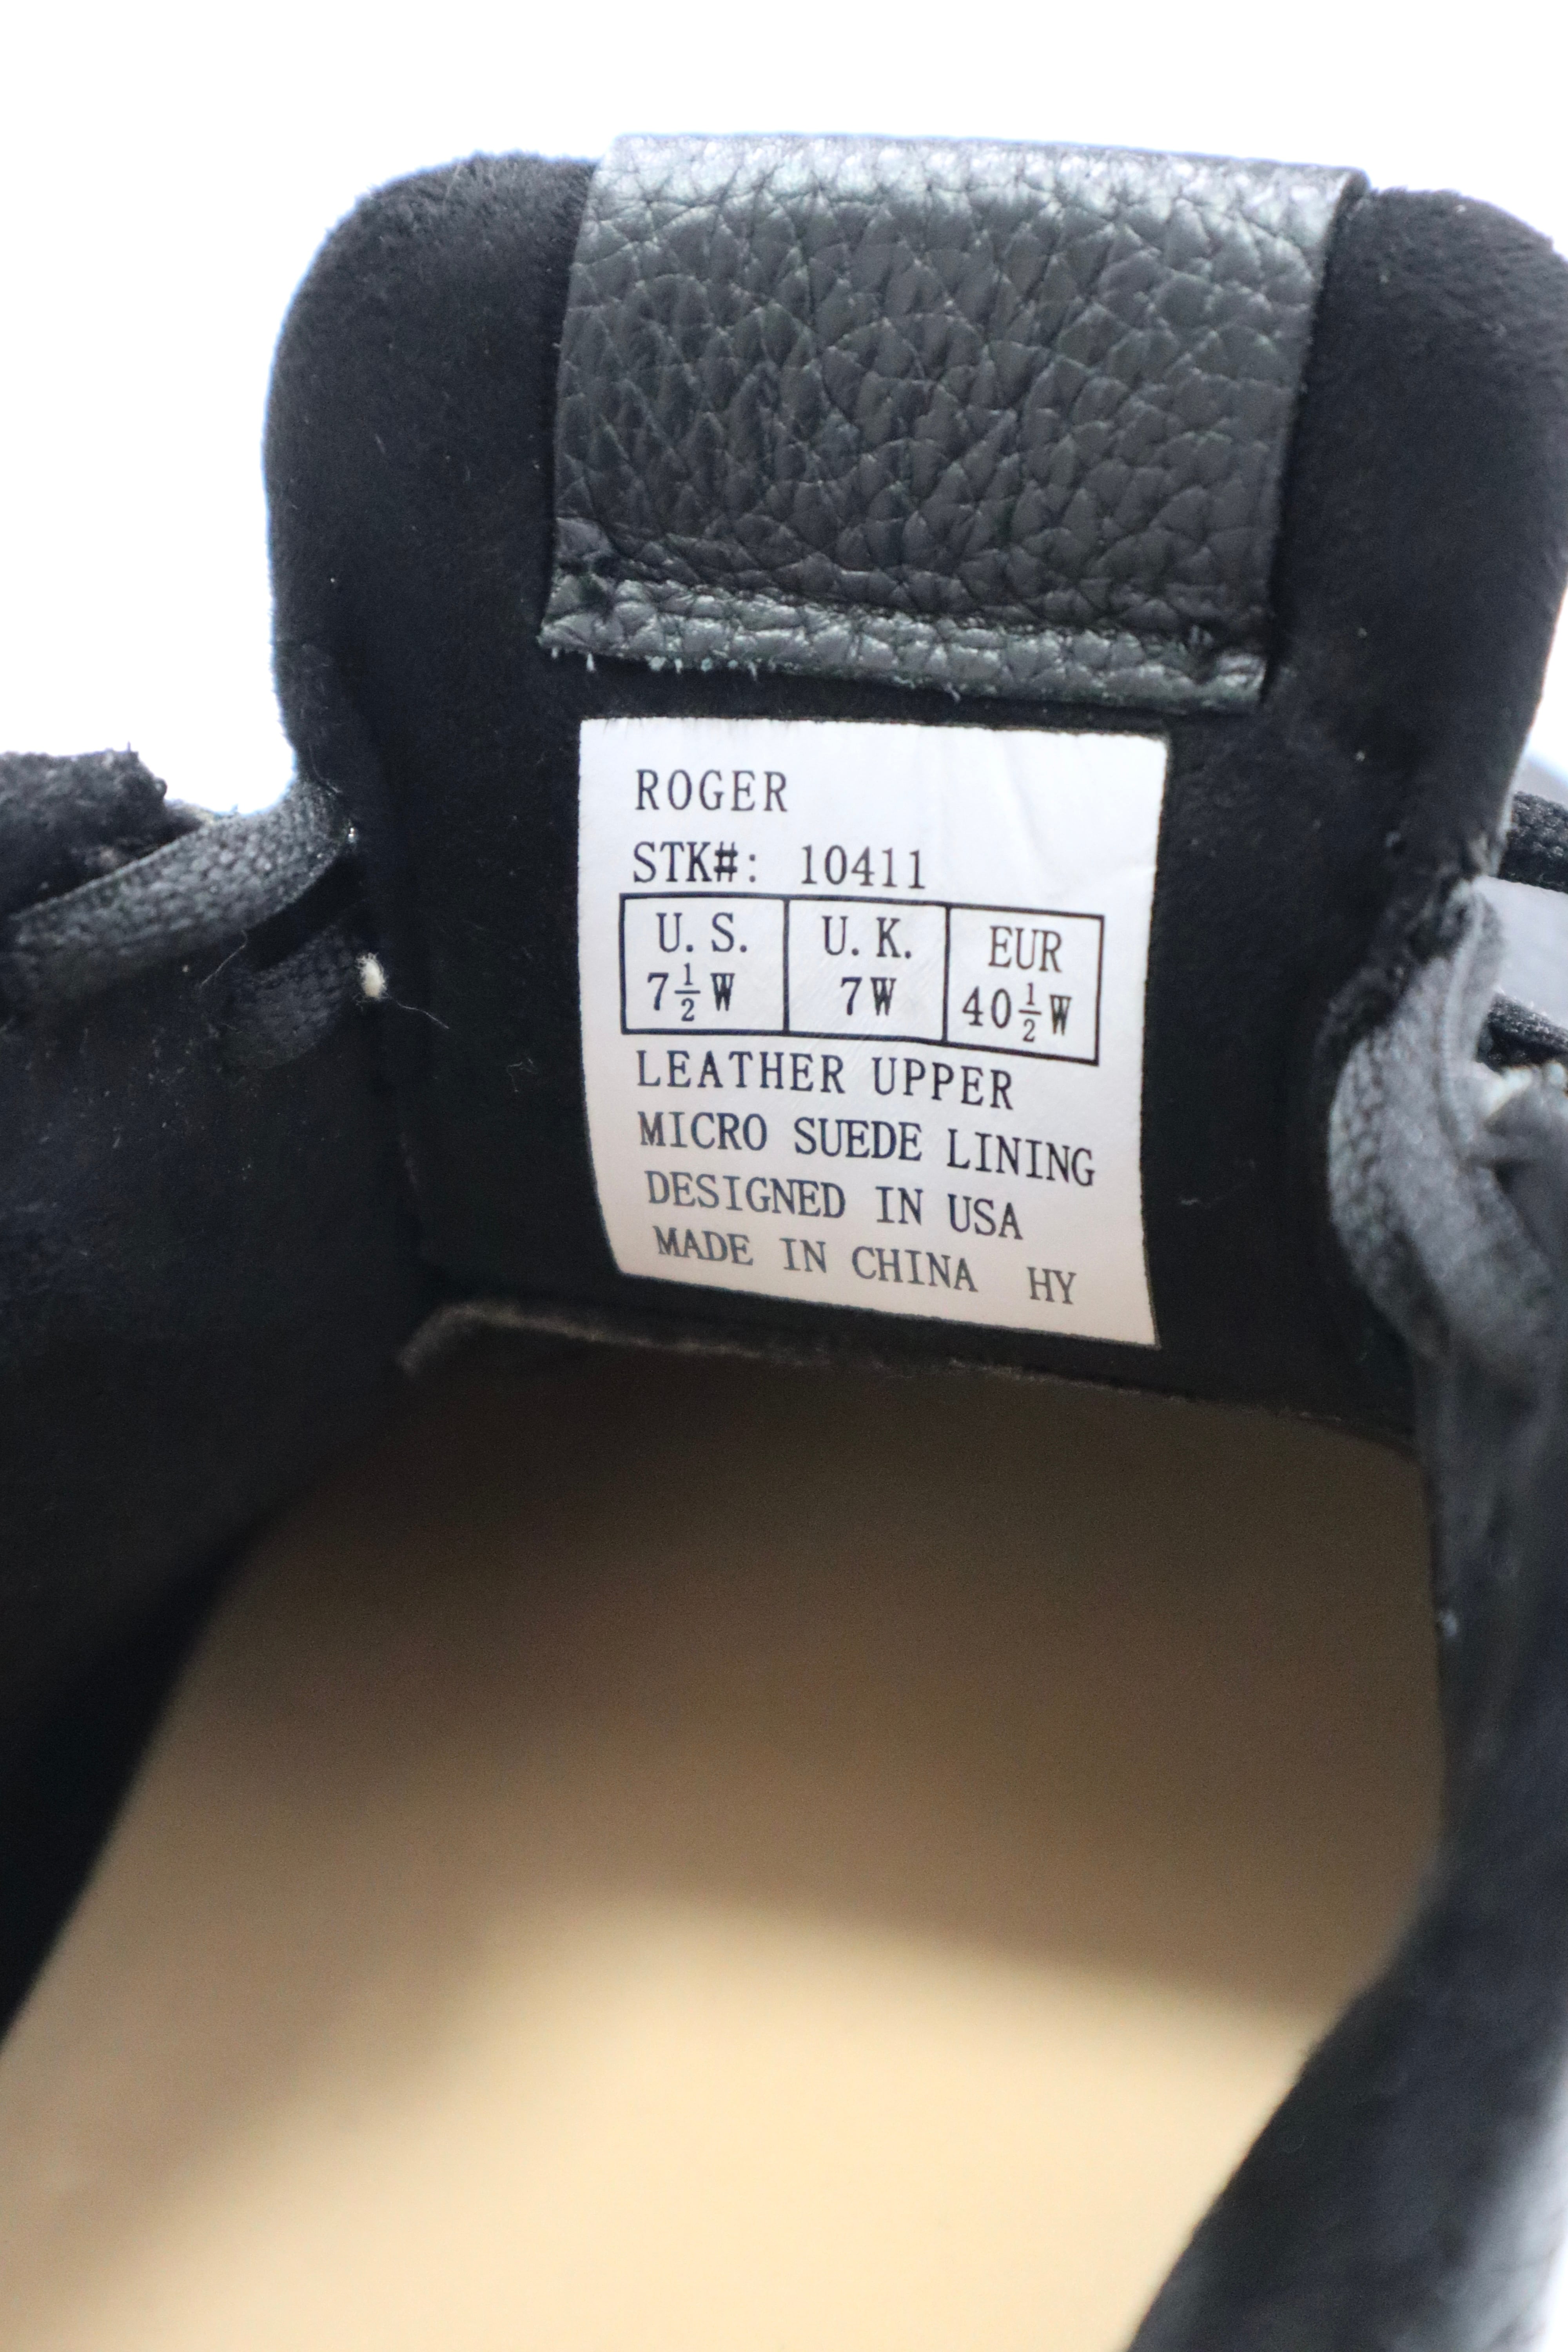 ROGER
STK#: 10411
U.S. U.K. EUR
7½W 7W 40½W
LEATHER UPPER
MICRO SUEDE LINING
DESIGNED IN USA
MADE IN CHINA HY